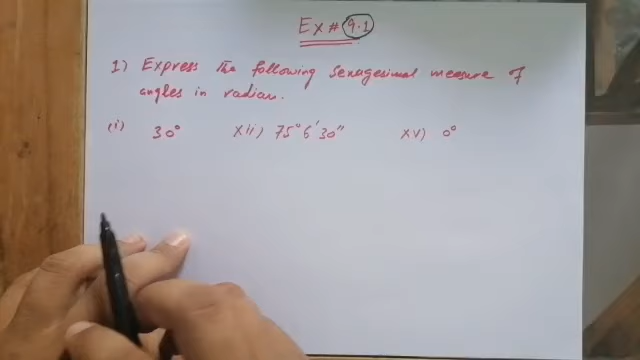 Ex# 9.1
1) Express the following sexagesimal measure of
angles in radian.
(i) 30° xii) 75° 6' 30" xv) 0°